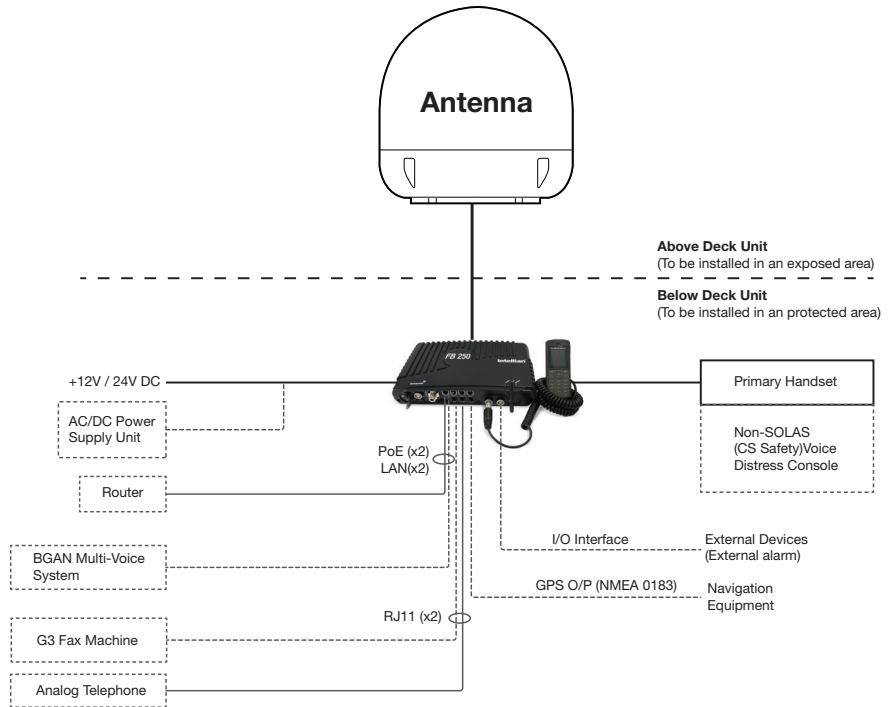 Antenna
Above Deck Unit
(To be installed in an exposed area)
Below Deck Unit
(To be installed in an protected area)
FB 250
Intellian
+12V / 24V DC
AC/DC Power
Supply Unit
Primary Handset
Non-SOLAS
(CS Safety)Voice
Distress Console
PoE (x2)
LAN(x2)
Router
I/O Interface
External Devices
(External alarm)
BGAN Multi-Voice
System
GPS O/P (NMEA 0183)
Navigation
Equipment
RJ11 (x2)
G3 Fax Machine
Analog Telephone